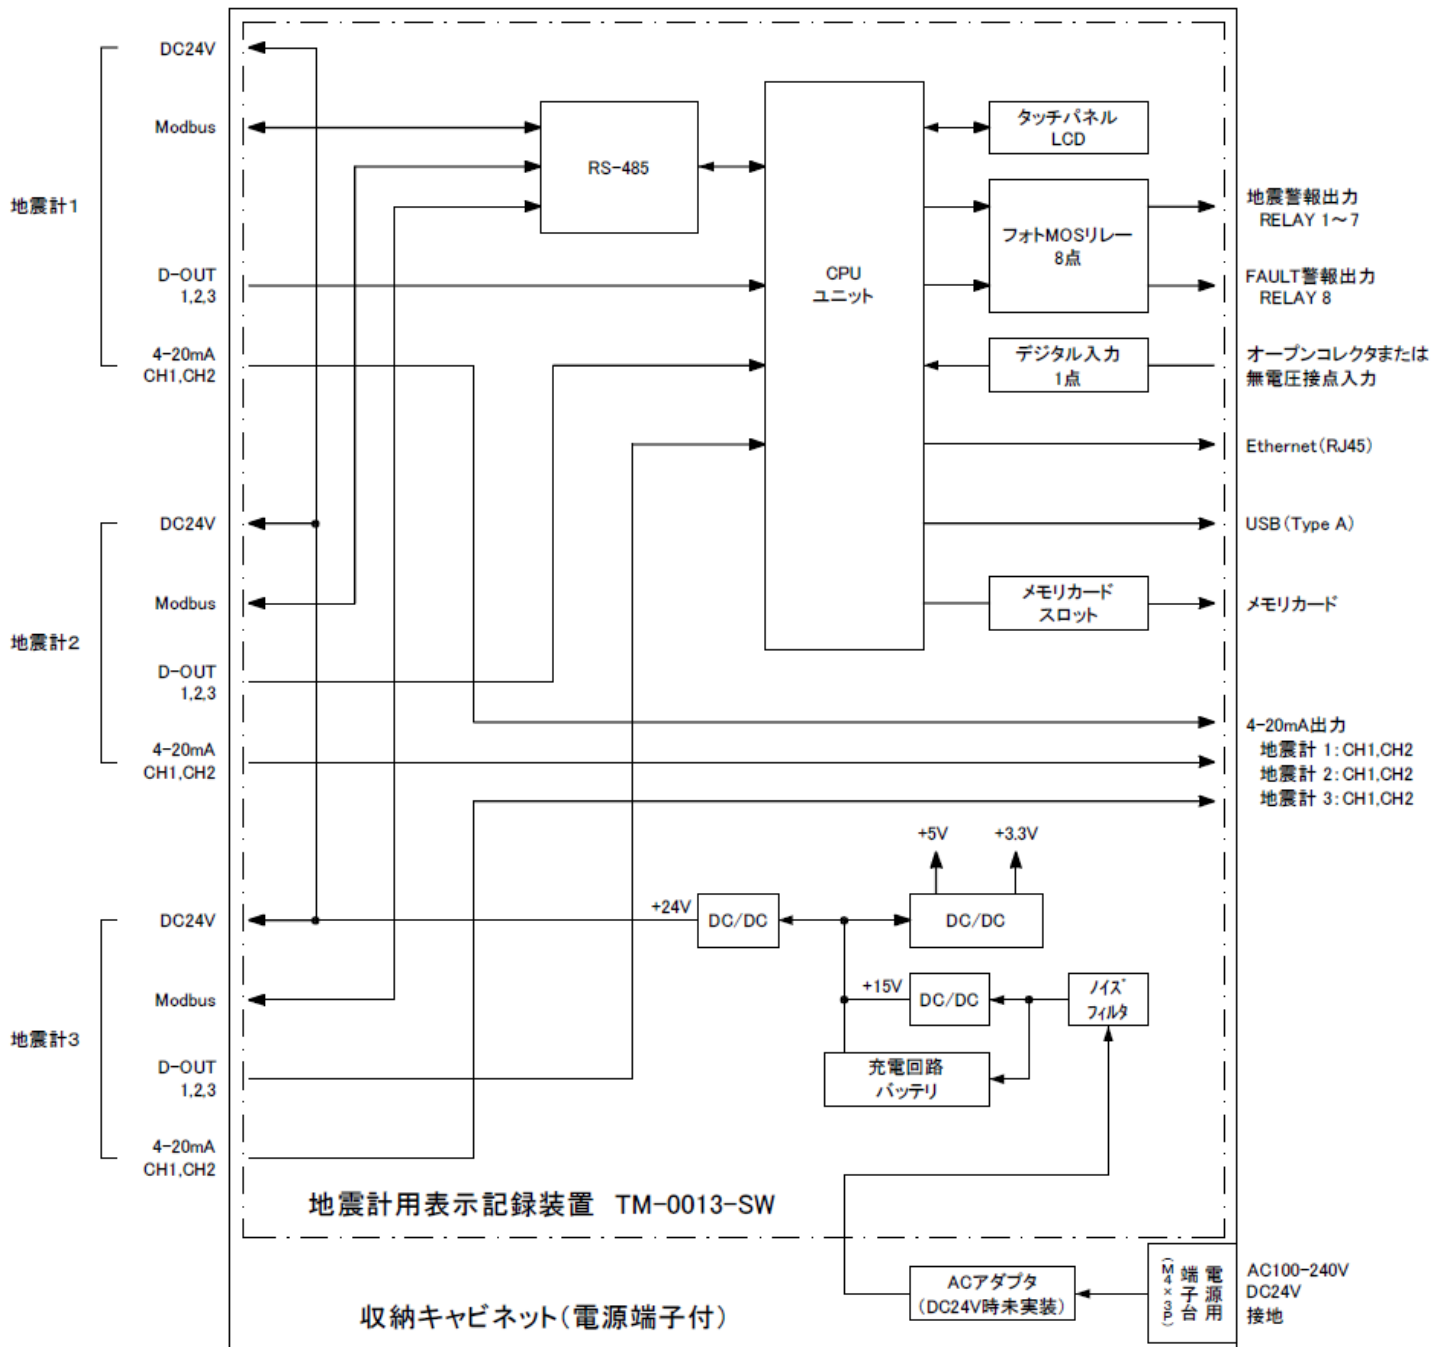 地震計1
DC24V
Modbus
D-OUT
1,2,3
4-20mA
CH1,CH2
地震計2
DC24V
Modbus
D-OUT
1,2,3
4-20mA
CH1,CH2
地震計3
DC24V
Modbus
D-OUT
1,2,3
4-20mA
CH1,CH2
RS-485
CPU
ユニット
タッチパネル
LCD
フォトMOSリレー
8点
デジタル入力
1点
メモリカード
スロット
地震警報出力
RELAY 1~7
FAULT警報出力
RELAY 8
オープンコレクタまたは
無電圧接点入力
Ethernet(RJ45)
USB(Type A)
メモリカード
4-20mA出力
地震計 1:CH1,CH2
地震計 2:CH1,CH2
地震計 3:CH1,CH2
+5V
+3.3V
+24V
DC/DC
DC/DC
+15V
DC/DC
ノイズ
フィルタ
充電回路
バッテリ
地震計用表示記録装置 TM-0013-SW
収納キャビネット(電源端子付)
ACアダプタ
(DC24V時未実装)
電源用
端子台
(M4×3P)
AC100-240V
DC24V
接地